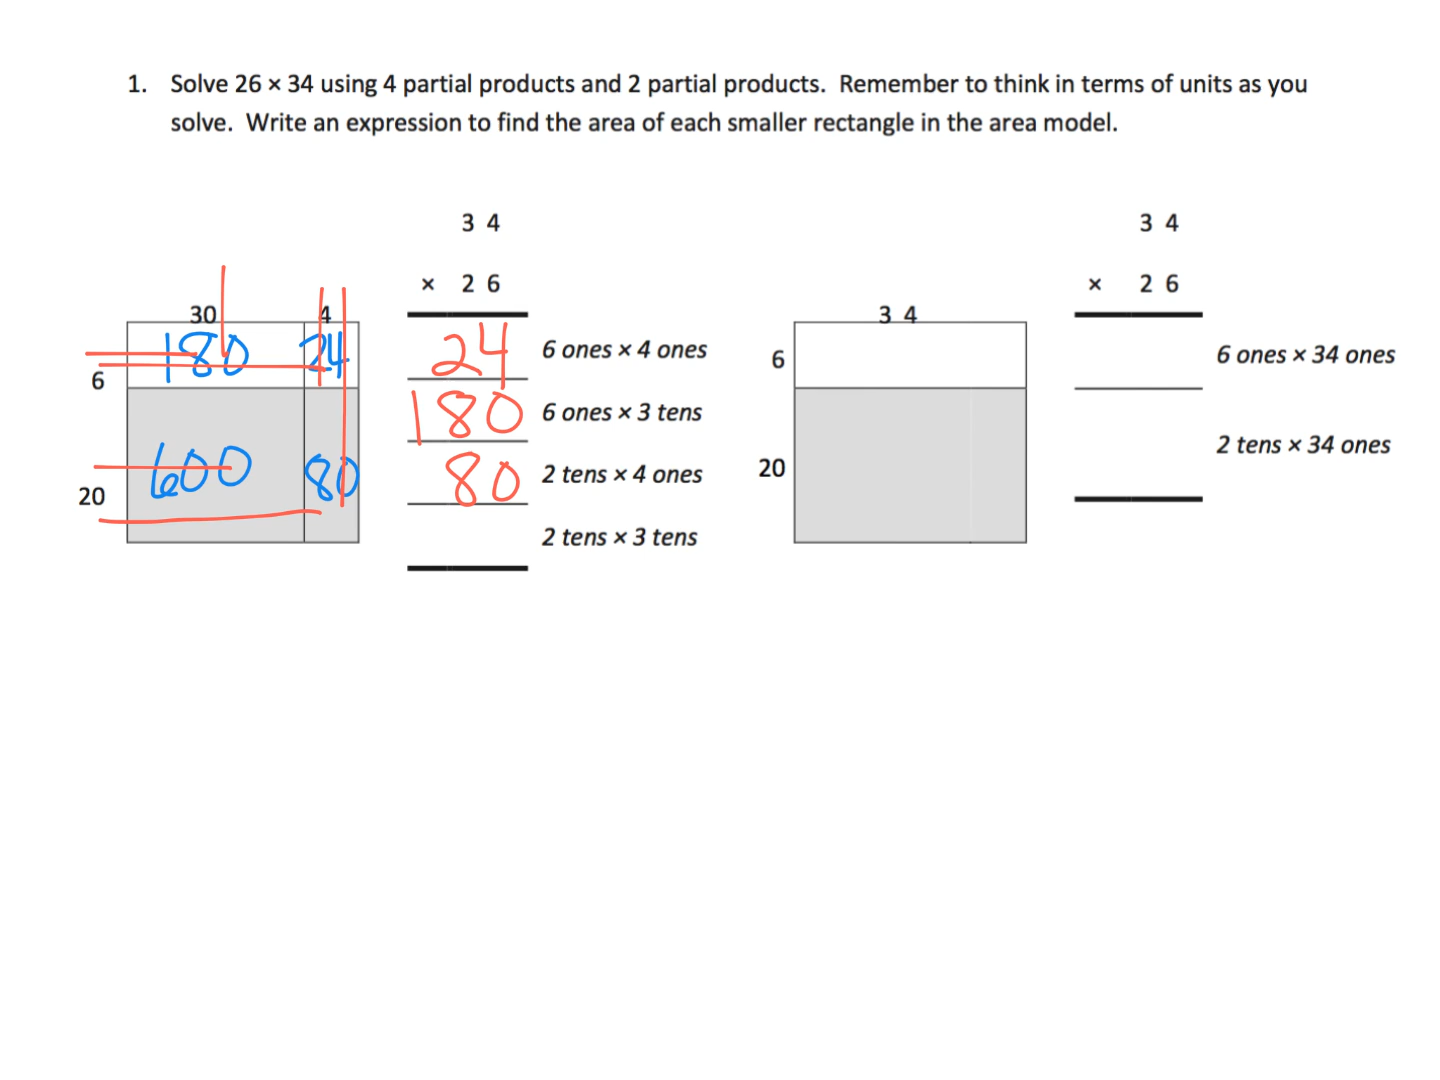 1. Solve 26 × 34 using 4 partial products and 2 partial products. Remember to think in terms of units as you
solve. Write an expression to find the area of each smaller rectangle in the area model.
3 4
× 2 6
30 4
6 180 24
20 600 80
24 6 ones × 4 ones
180 6 ones × 3 tens
80 2 tens × 4 ones
2 tens × 3 tens
3 4
6
20
3 4
× 2 6
6 ones × 34 ones
2 tens × 34 ones